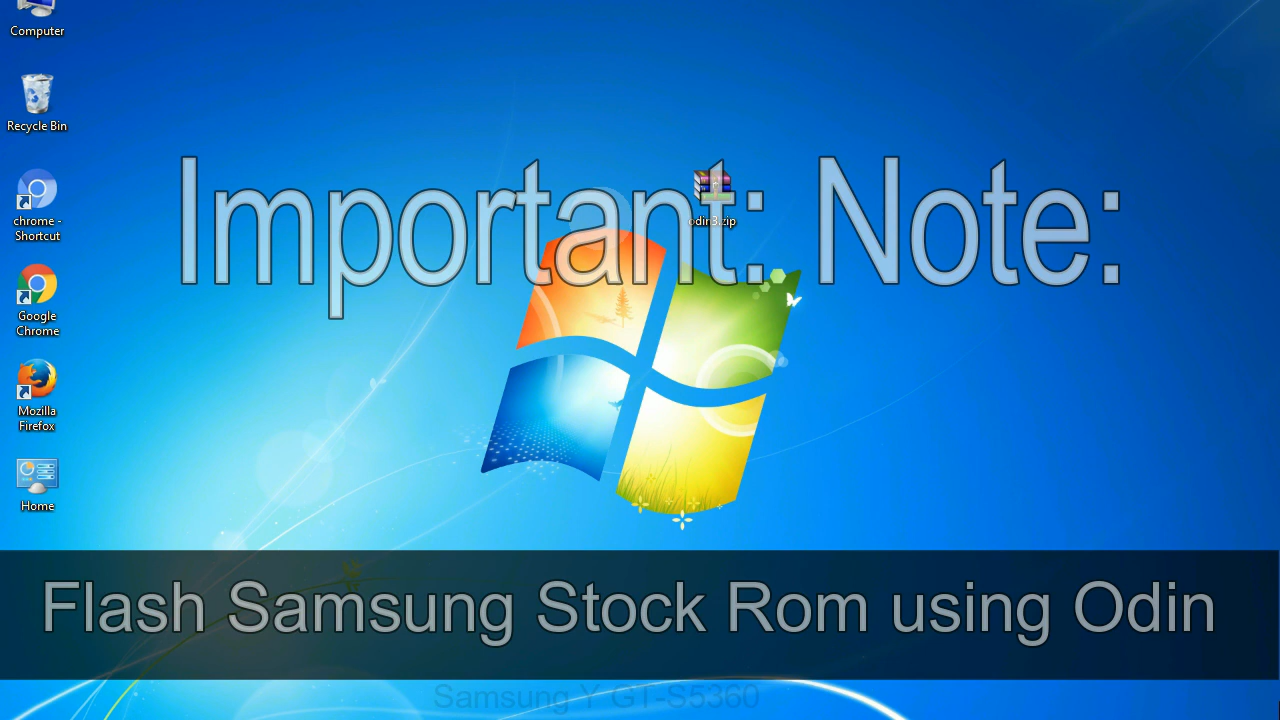 Computer
Recycle Bin
chrome -
Shortcut
Google
Chrome
Mozilla
Firefox
Home
odin3.zip
Important: Note:
Flash Samsung Stock Rom using Odin
Samsung Y GT-S5360